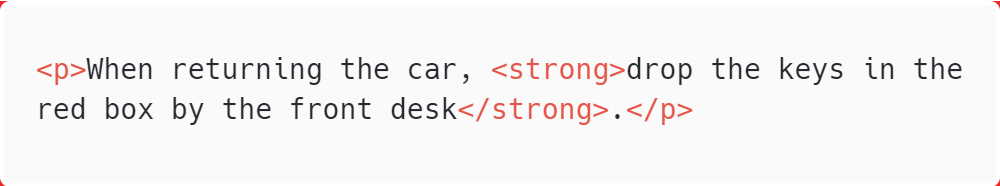 <p>When returning the car, <strong>drop the keys in the
red box by the front desk</strong>.</p>